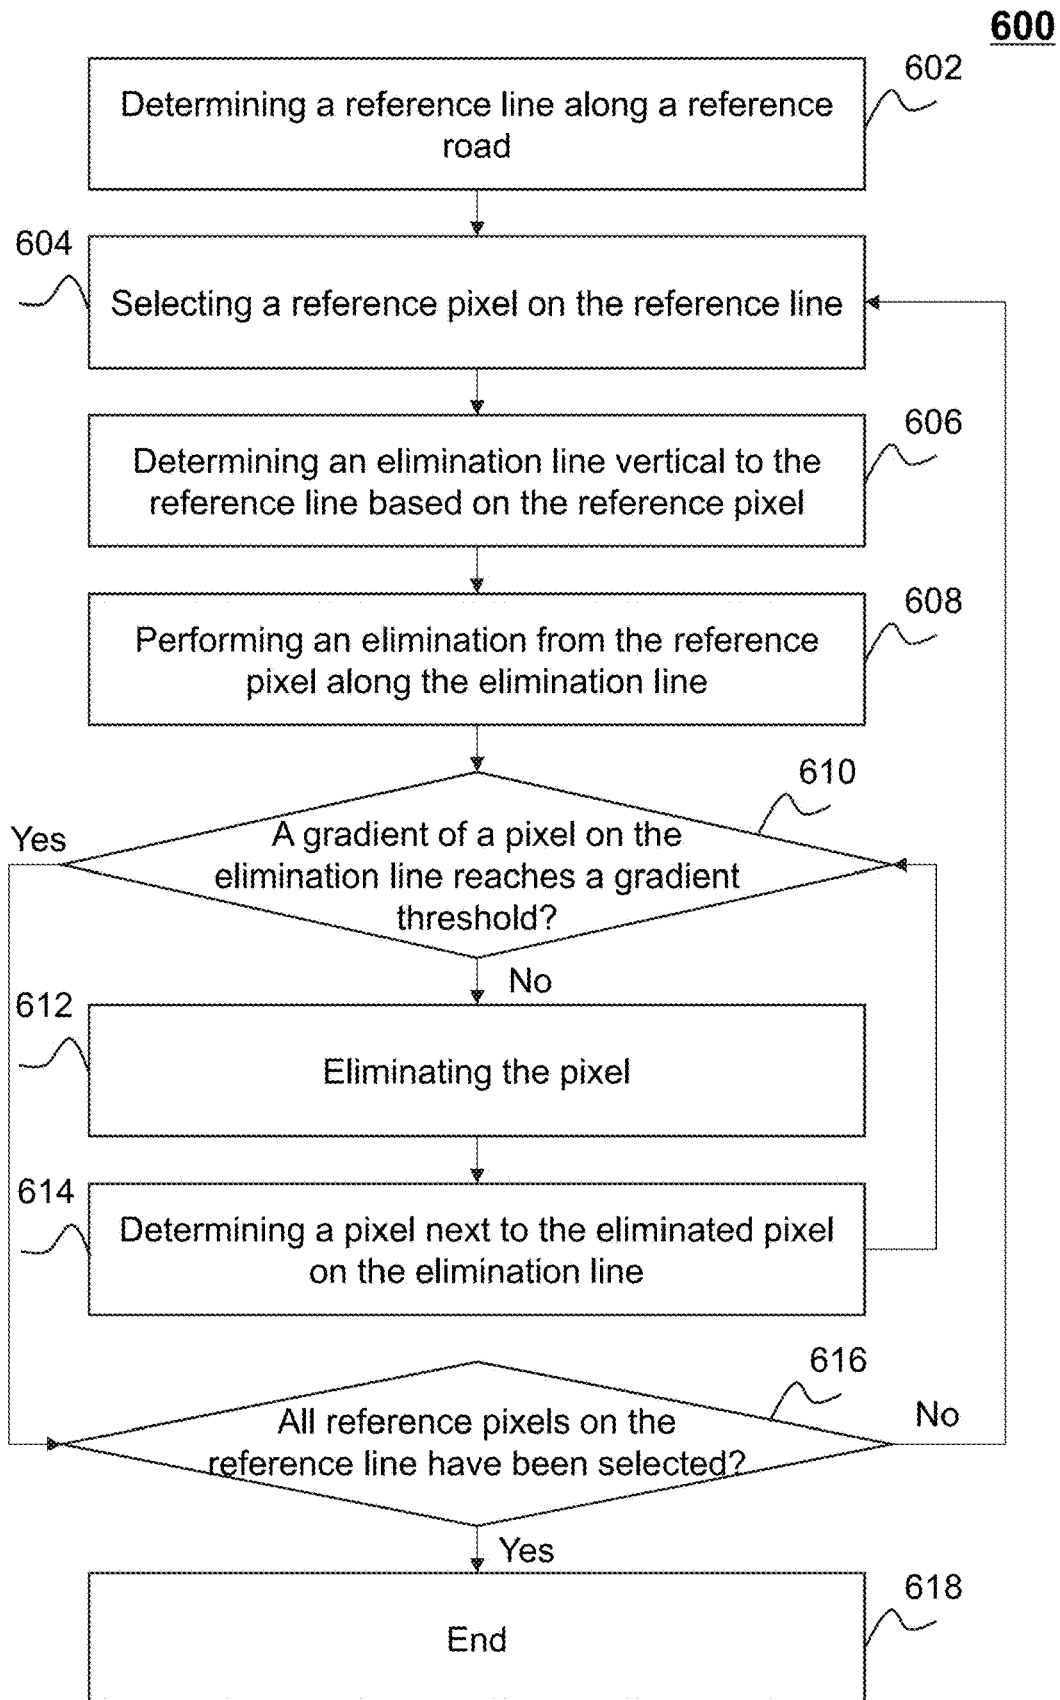 600
602
Determining a reference line along a reference
road
604
Selecting a reference pixel on the reference line
606
Determining an elimination line vertical to the
reference line based on the reference pixel
608
Performing an elimination from the reference
pixel along the elimination line
610
Yes
A gradient of a pixel on the
elimination line reaches a gradient
threshold?
No
612
Eliminating the pixel
614
Determining a pixel next to the eliminated pixel
on the elimination line
616
All reference pixels on the
reference line have been selected?
No
Yes
618
End